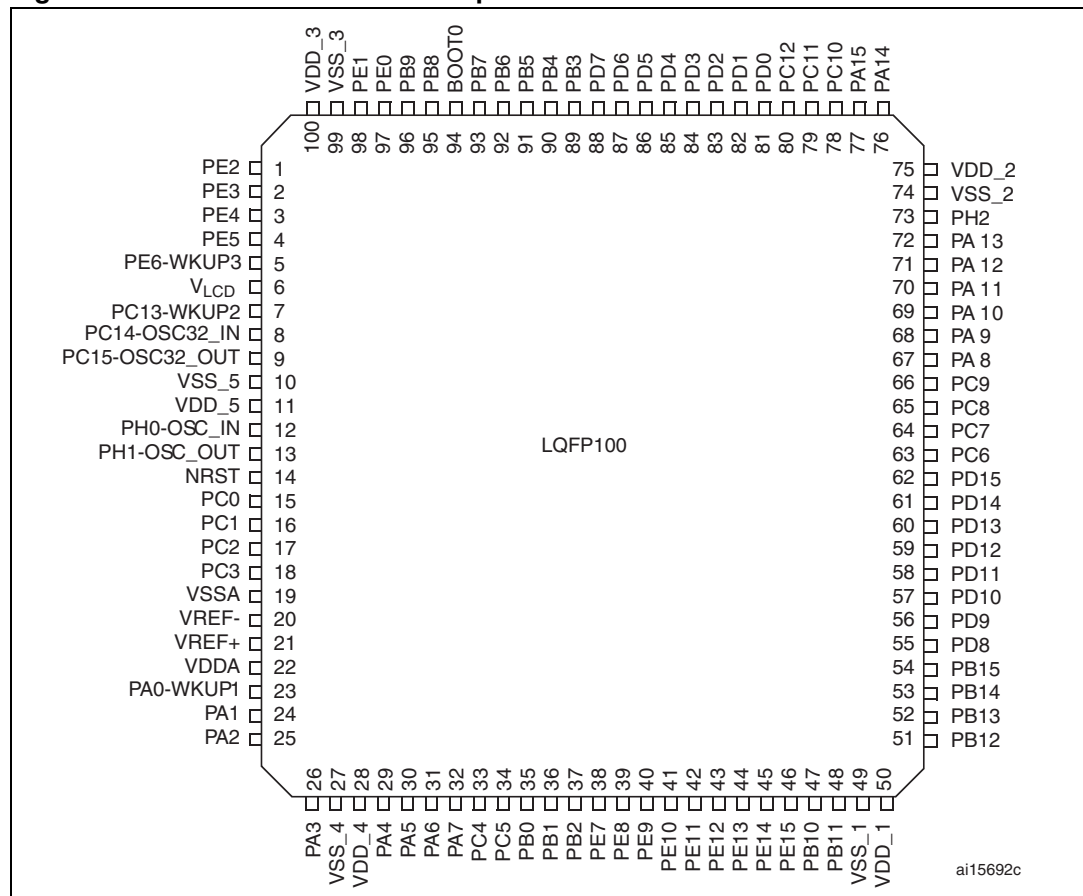 VDD_3
VSS_3
PE1
PE0
PB9
PB8
BOOT0
PB7
PB6
PB5
PB4
PB3
PD7
PD6
PD5
PD4
PD3
PD2
PD1
PD0
PC12
PC11
PC10
PA15
PA14
100
99
98
97
96
95
94
93
92
91
90
89
88
87
86
85
84
83
82
81
80
79
78
77
76
PE2 1
PE3 2
PE4 3
PE5 4
PE6-WKUP3 5
VLCD 6
PC13-WKUP2 7
PC14-OSC32_IN 8
PC15-OSC32_OUT 9
VSS_5 10
VDD_5 11
PH0-OSC_IN 12
PH1-OSC_OUT 13
NRST 14
PC0 15
PC1 16
PC2 17
PC3 18
VSSA 19
VREF- 20
VREF+ 21
VDDA 22
PA0-WKUP1 23
PA1 24
PA2 25
LQFP100
75 VDD_2
74 VSS_2
73 PH2
72 PA 13
71 PA 12
70 PA 11
69 PA 10
68 PA 9
67 PA 8
66 PC9
65 PC8
64 PC7
63 PC6
62 PD15
61 PD14
60 PD13
59 PD12
58 PD11
57 PD10
56 PD9
55 PD8
54 PB15
53 PB14
52 PB13
51 PB12
26
27
28
29
30
31
32
33
34
35
36
37
38
39
40
41
42
43
44
45
46
47
48
49
50
PA3
VSS_4
VDD_4
PA4
PA5
PA6
PA7
PC4
PC5
PB0
PB1
PB2
PE7
PE8
PE9
PE10
PE11
PE12
PE13
PE14
PE15
PB10
PB11
VSS_1
VDD_1
ai15692c